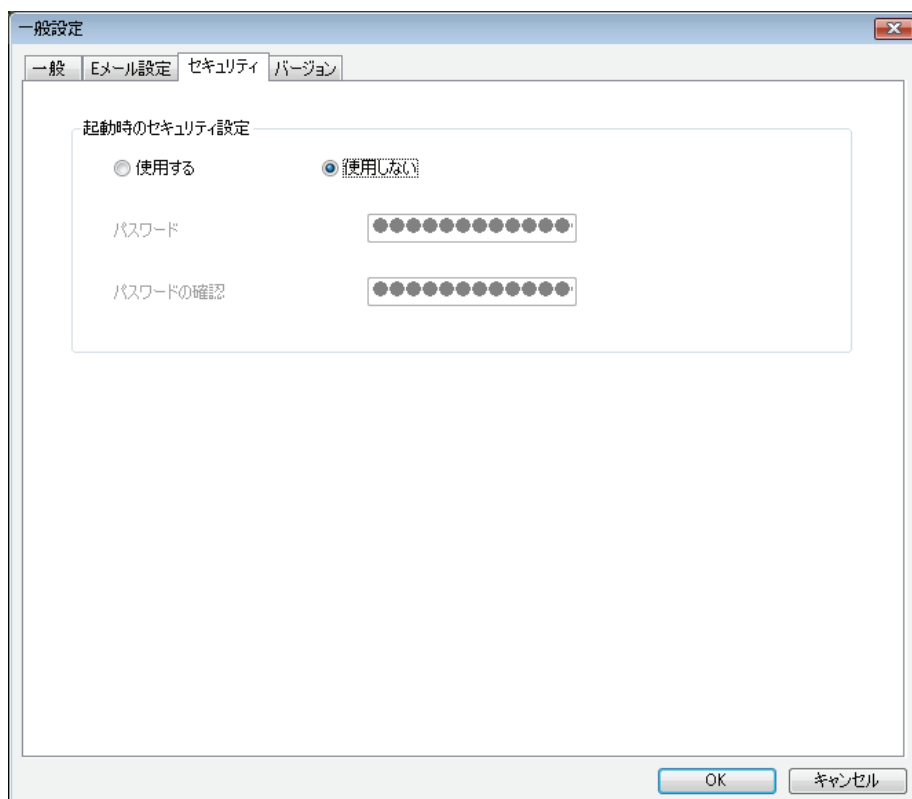 一般設定
一般 Eメール設定 セキュリティ バージョン
起動時のセキュリティ設定
使用する 使用しない
パスワード ●●●●●●●●●●●●
パスワードの確認 ●●●●●●●●●●●●
OK キャンセル